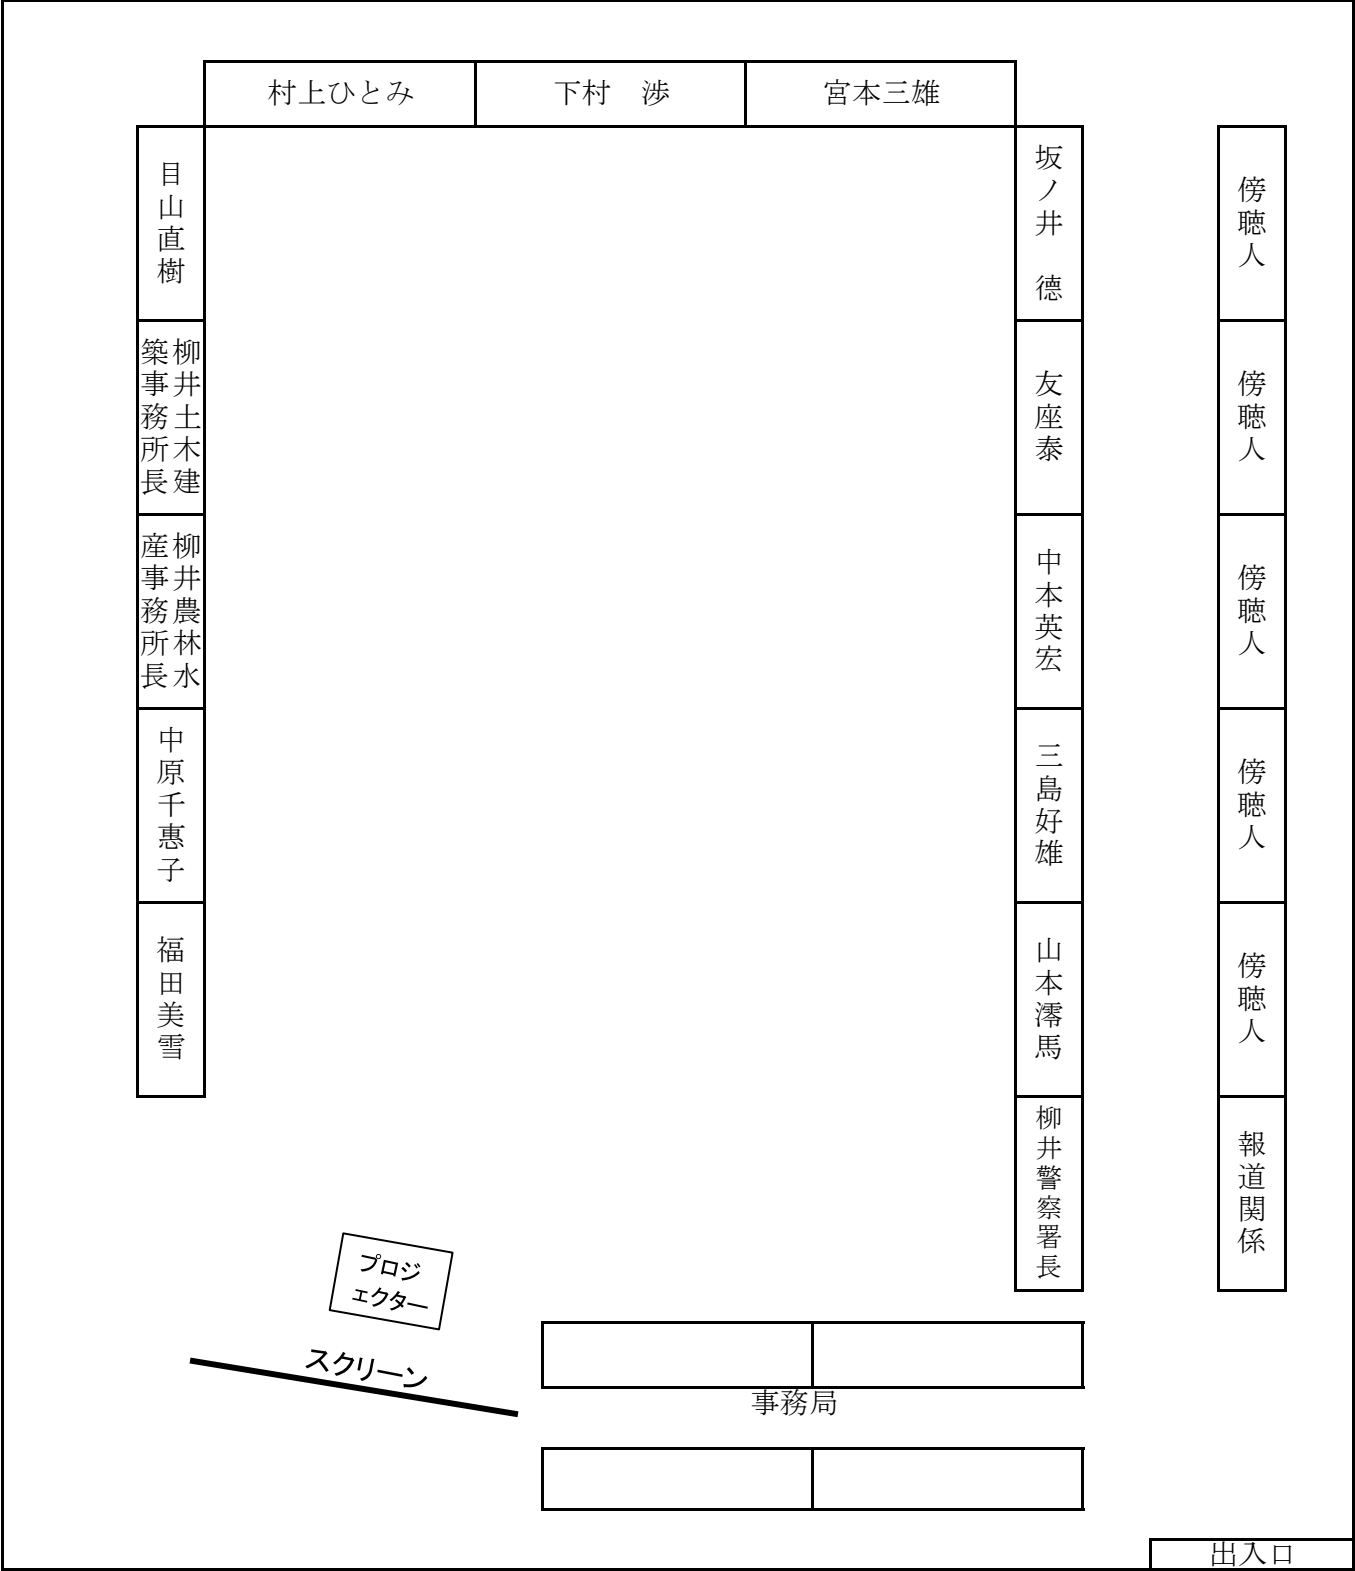 村上ひとみ
下村　渉
宮本三雄
目山直樹
柳井土木建
築事務所長
柳井農林水
産事務所長
中原千惠子
福田美雪
坂ノ井　德
友座泰
中本英宏
三島好雄
山本澪馬
柳井警察署長
傍聴人
傍聴人
傍聴人
傍聴人
傍聴人
報道関係
プロジ
ェクター
スクリーン
事務局
出入口